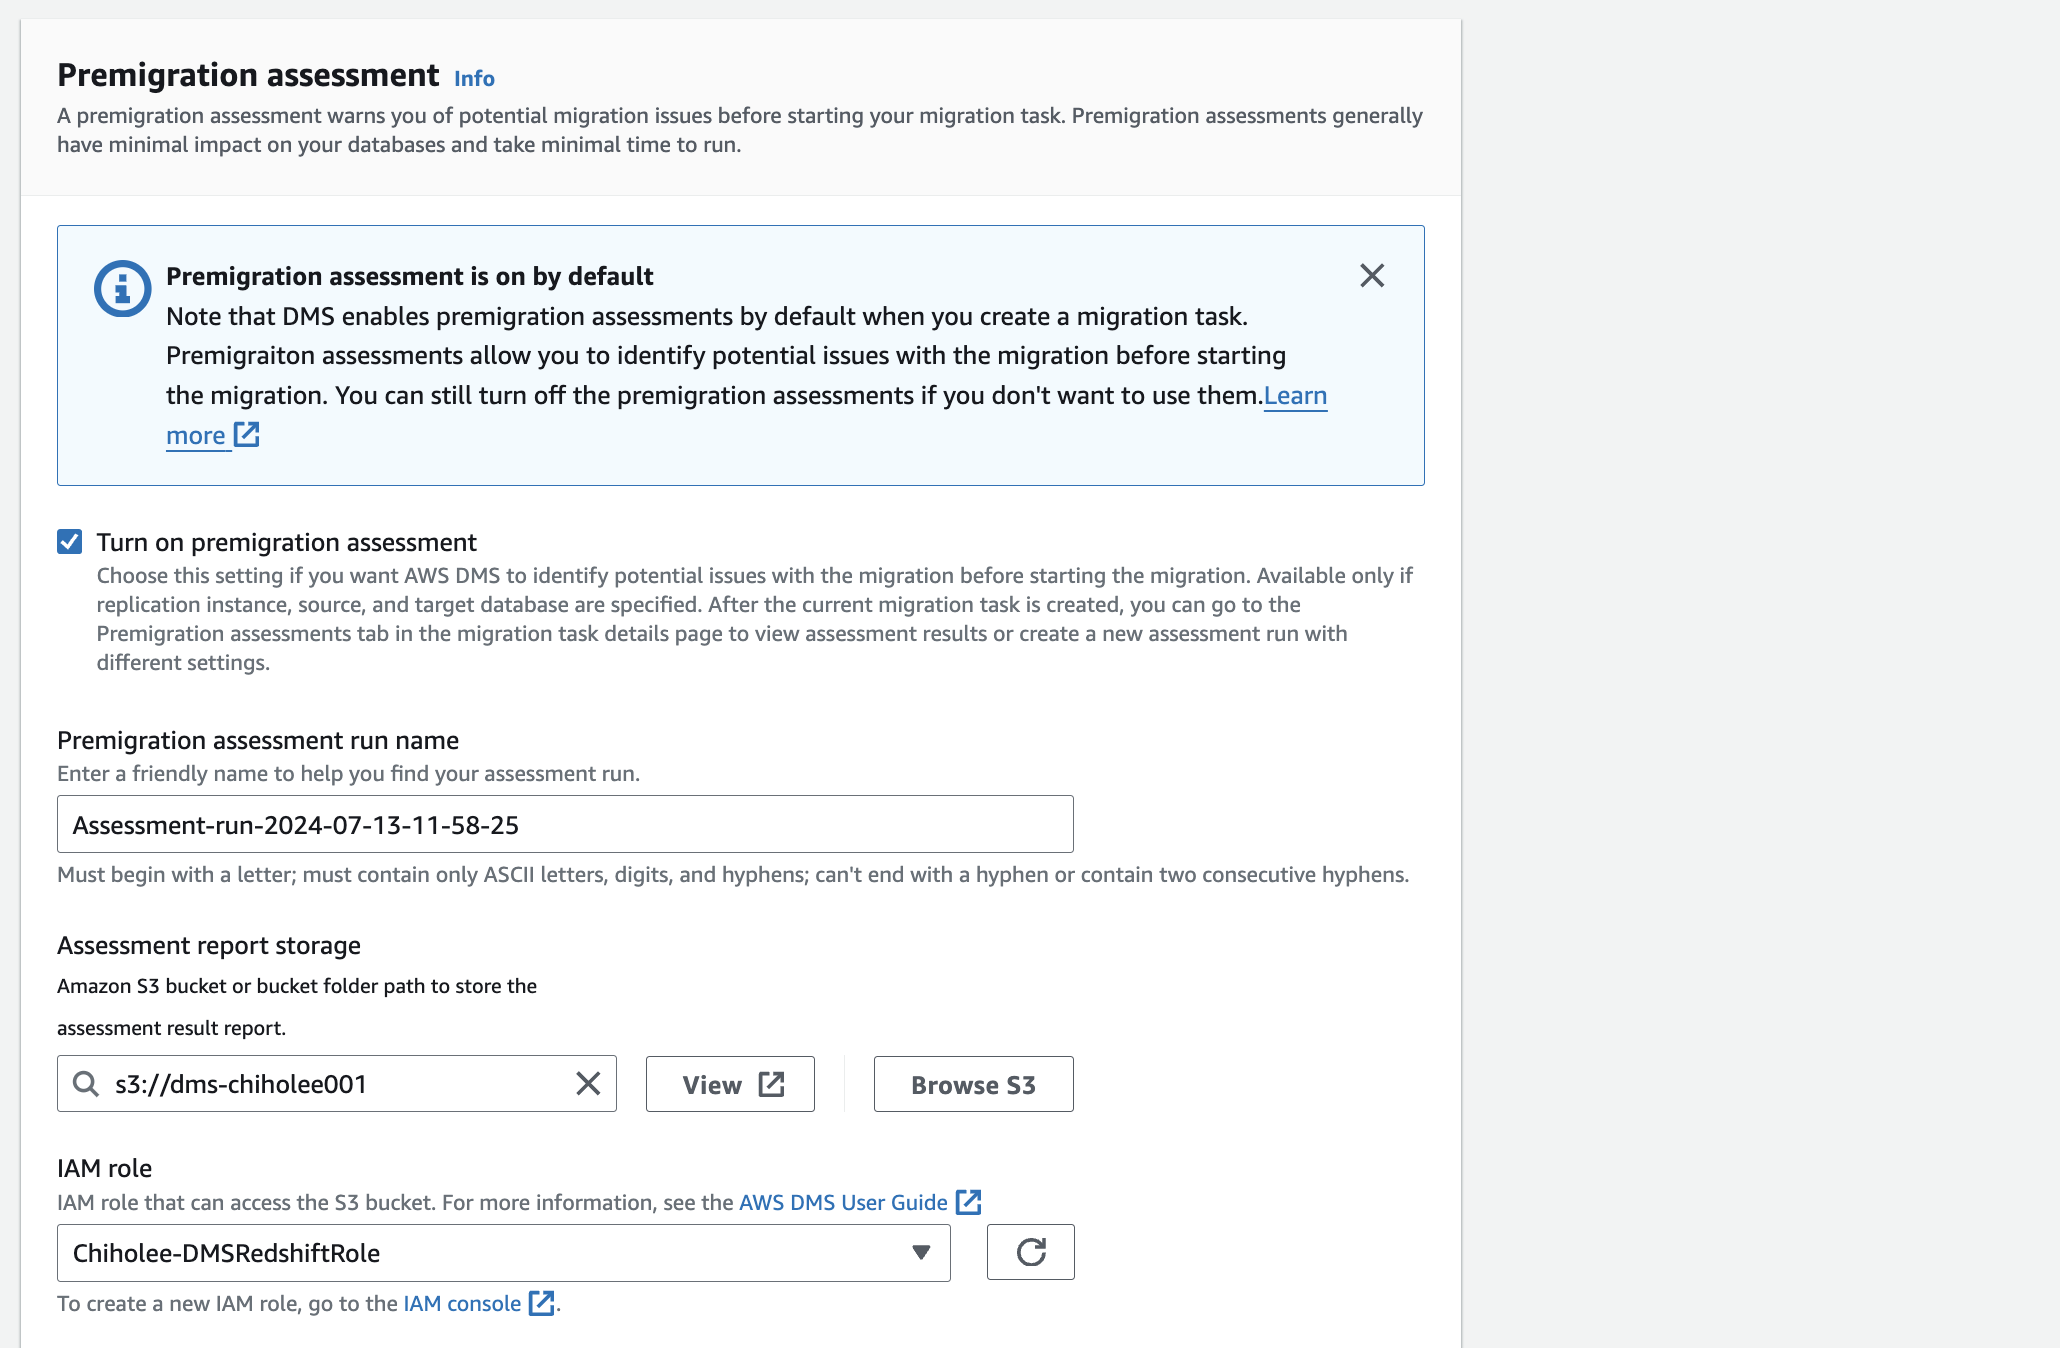 Premigration assessment Info
A premigration assessment warns you of potential migration issues before starting your migration task. Premigration assessments generally
have minimal impact on your databases and take minimal time to run.
Premigration assessment is on by default
Note that DMS enables premigration assessments by default when you create a migration task.
Premigraiton assessments allow you to identify potential issues with the migration before starting
the migration. You can still turn off the premigration assessments if you don't want to use them.Learn
more
Turn on premigration assessment
Choose this setting if you want AWS DMS to identify potential issues with the migration before starting the migration. Available only if
replication instance, source, and target database are specified. After the current migration task is created, you can go to the
Premigration assessments tab in the migration task details page to view assessment results or create a new assessment run with
different settings.
Premigration assessment run name
Enter a friendly name to help you find your assessment run.
Assessment-run-2024-07-13-11-58-25
Must begin with a letter; must contain only ASCII letters, digits, and hyphens; can't end with a hyphen or contain two consecutive hyphens.
Assessment report storage
Amazon S3 bucket or bucket folder path to store the
assessment result report.
s3://dms-chiholee001 View Browse S3
IAM role
IAM role that can access the S3 bucket. For more information, see the AWS DMS User Guide
Chiholee-DMSRedshiftRole
To create a new IAM role, go to the IAM console .